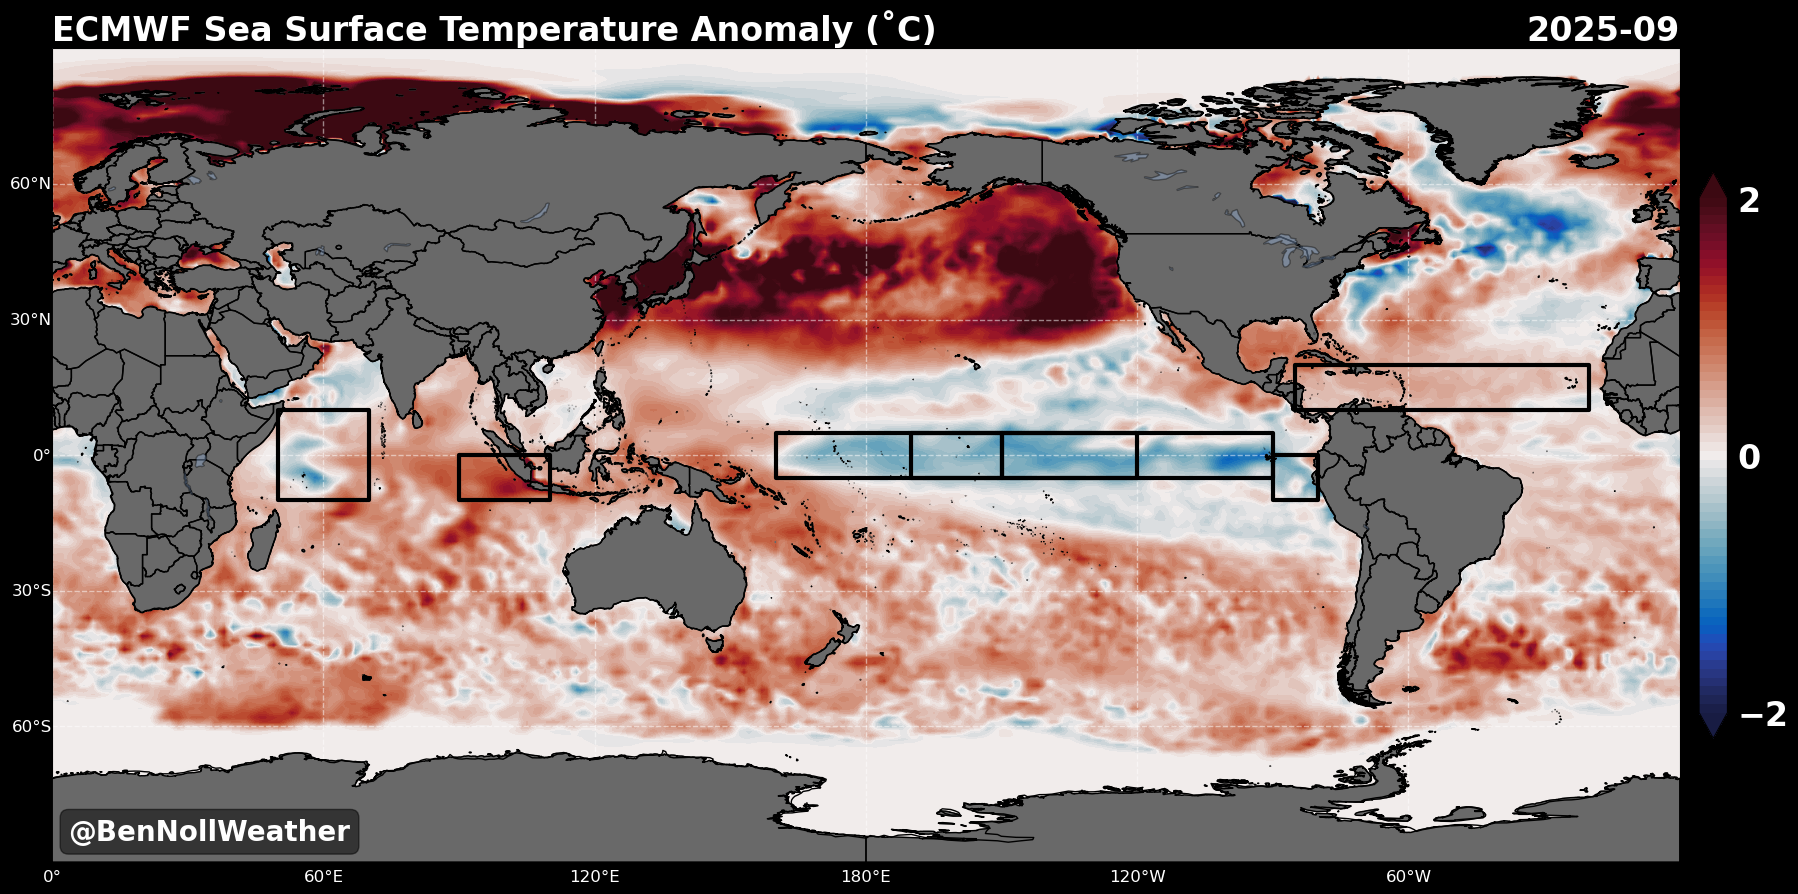 ECMWF Sea Surface Temperature Anomaly (˚C)
2025-09
60°N
30°N
0°
30°S
60°S
2
0
−2
@BenNollWeather
0°
60°E
120°E
180°E
120°W
60°W